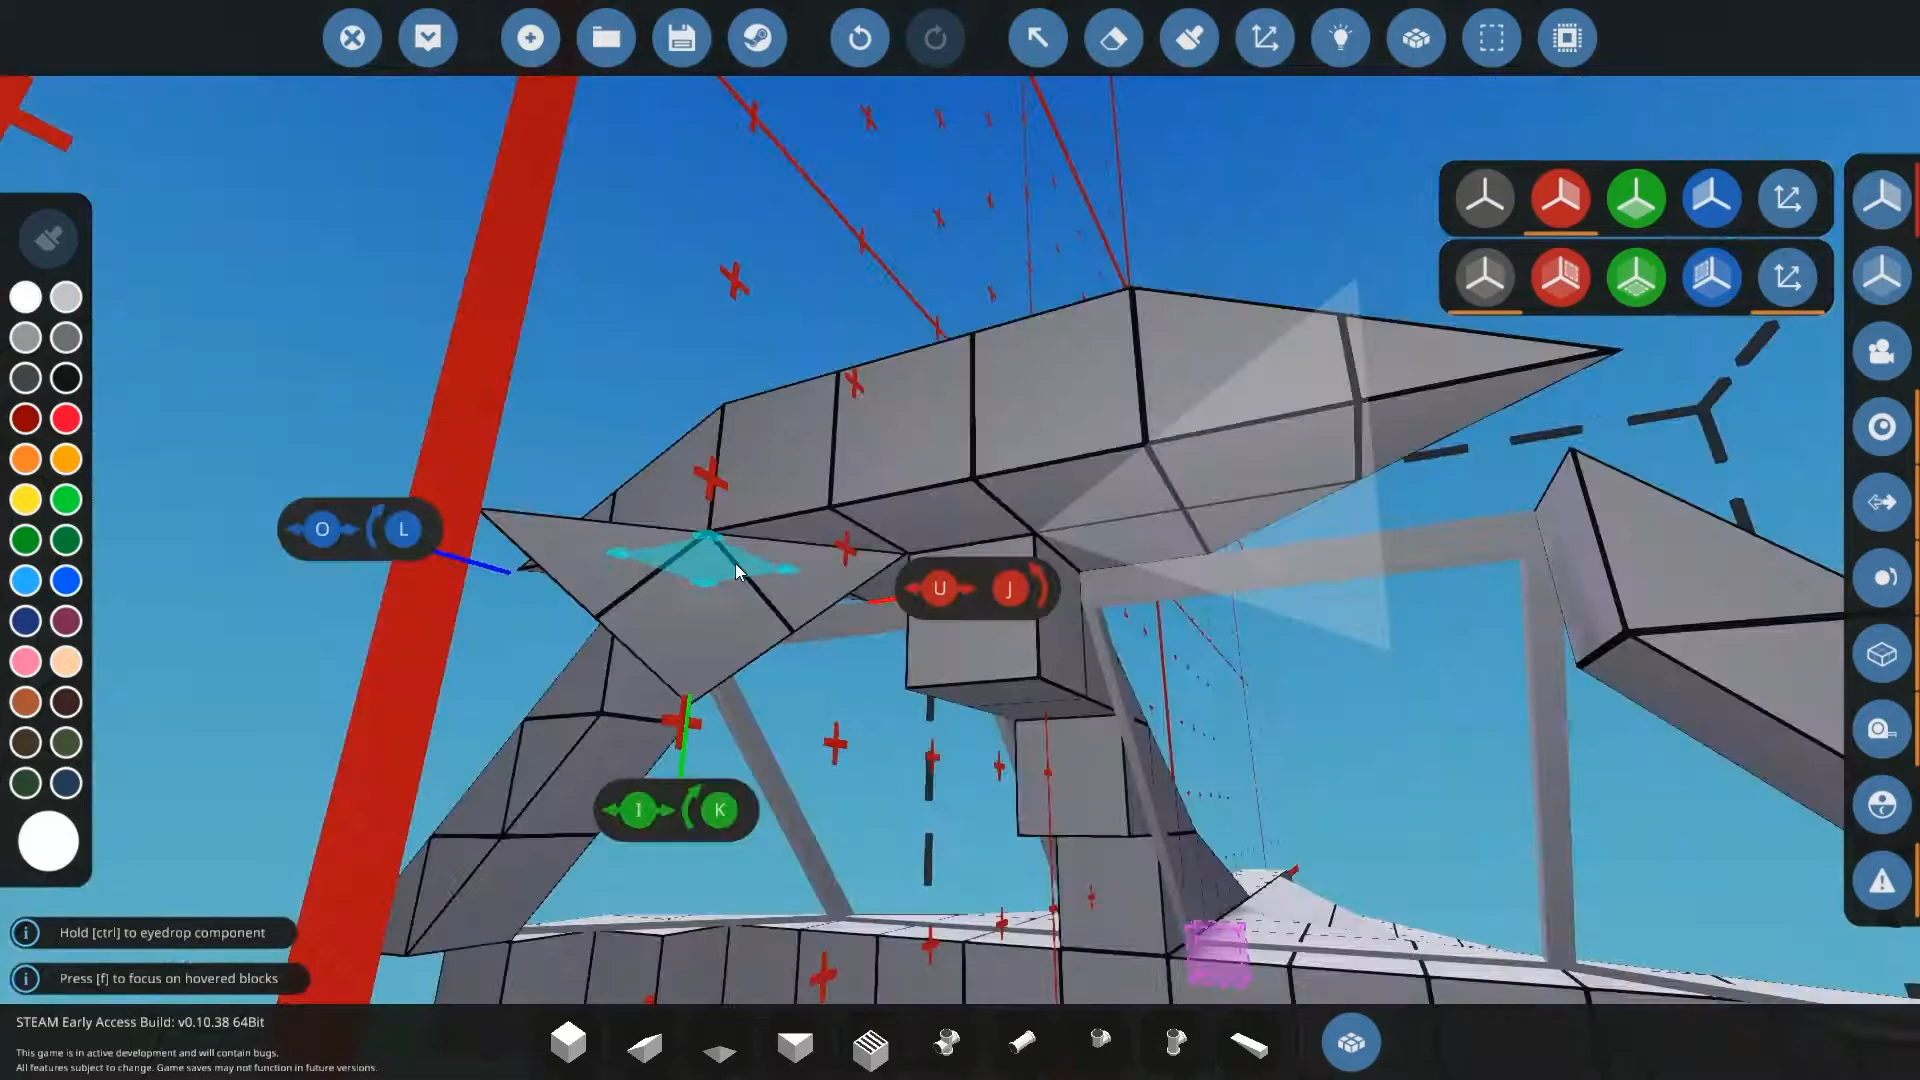 O L
U J
I K
Hold [ctrl] to eyedrop component
Press [f] to focus on hovered blocks
STEAM Early Access Build: v0.10.38 64Bit
This game is in active development and will contain bugs.
All features subject to change. Game saves may not function in future versions.